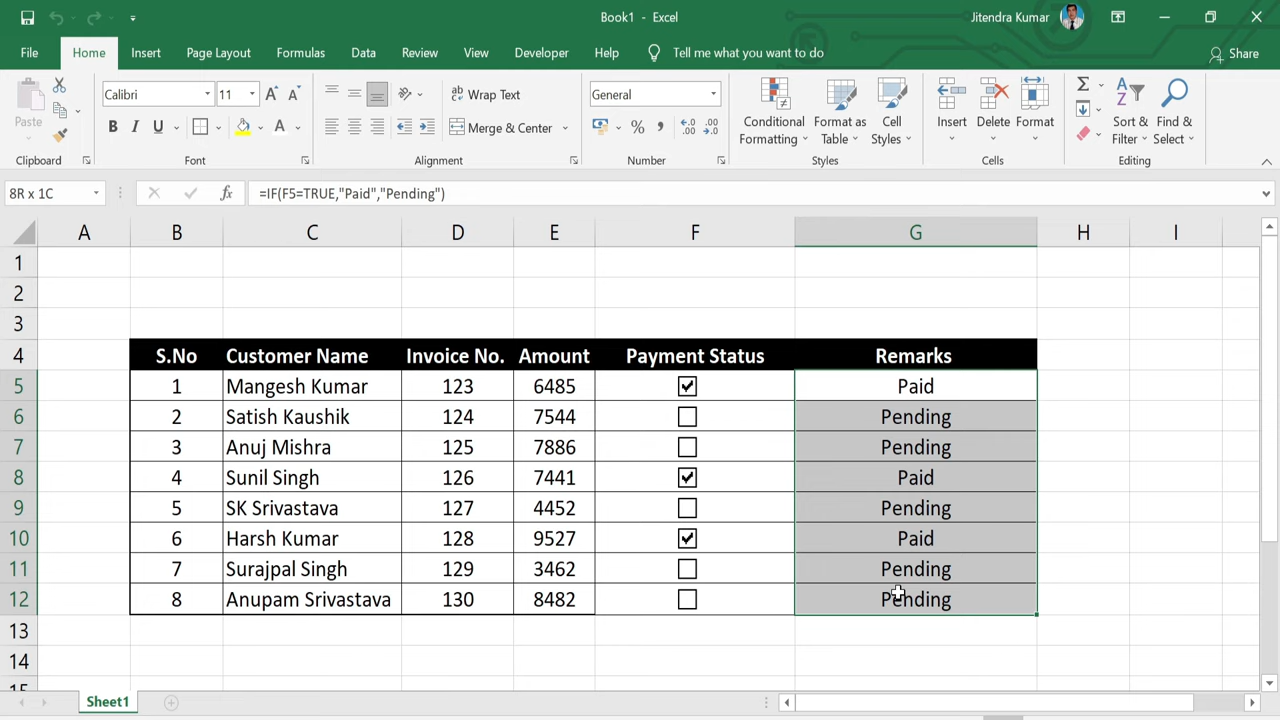 Book1 - Excel
Jitendra Kumar
File Home Insert Page Layout Formulas Data Review View Developer Help Tell me what you want to do Share
Calibri 11 Wrap Text General
Paste B I U A Merge & Center % Conditional Formatting Format as Table Cell Styles Insert Delete Format Sort & Filter Find & Select
Clipboard Font Alignment Number Styles Cells Editing
8R x 1C fx =IF(F5=TRUE,"Paid","Pending")
A B C D E F G H I
1
2
3
4 S.No Customer Name Invoice No. Amount Payment Status Remarks
5 1 Mangesh Kumar 123 6485 Paid
6 2 Satish Kaushik 124 7544 Pending
7 3 Anuj Mishra 125 7886 Pending
8 4 Sunil Singh 126 7441 Paid
9 5 SK Srivastava 127 4452 Pending
10 6 Harsh Kumar 128 9527 Paid
11 7 Surajpal Singh 129 3462 Pending
12 8 Anupam Srivastava 130 8482 Pending
13
14
15
Sheet1